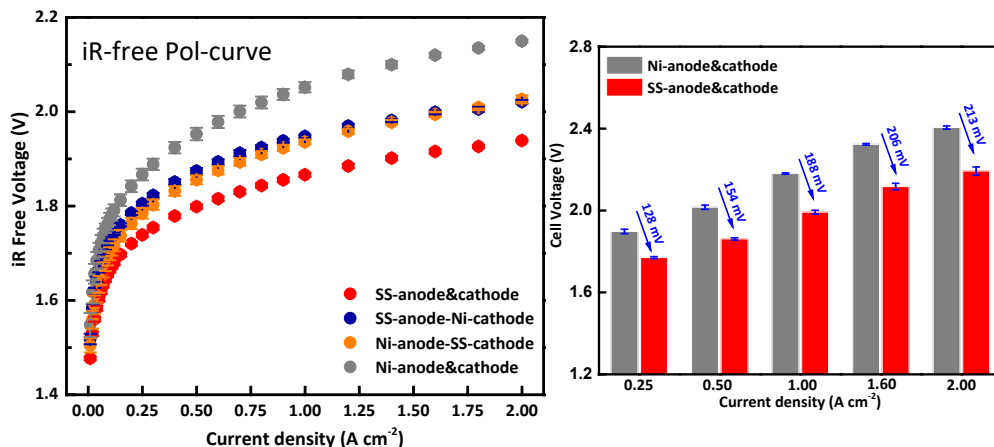 iR-free Pol-curve
iR Free Voltage (V)
2.2
2.0
1.8
1.6
1.4
SS-anode&cathode
SS-anode-Ni-cathode
Ni-anode-SS-cathode
Ni-anode&cathode
0.00 0.25 0.50 0.75 1.00 1.25 1.50 1.75 2.00
Current density (A cm⁻²)
Cell Voltage (V)
2.8
2.4
2.0
1.6
1.2
Ni-anode&cathode
SS-anode&cathode
128 mV
154 mV
188 mV
206 mV
213 mV
0.25 0.50 1.00 1.60 2.00
Current density (A cm⁻²)